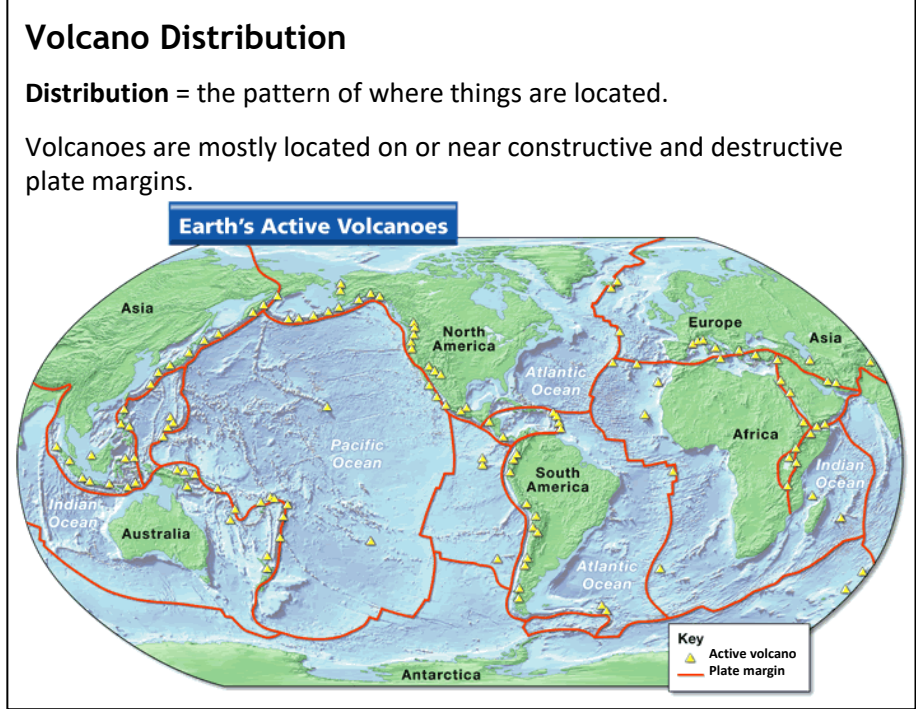 Volcano Distribution
Distribution = the pattern of where things are located.
Volcanoes are mostly located on or near constructive and destructive
plate margins.
Earth's Active Volcanoes
Asia
North
America
Europe
Asia
Atlantic
Ocean
Pacific
Ocean
Africa
South
America
Indian
Ocean
Indian
Ocean
Australia
Atlantic
Ocean
Antarctica
Key
Active volcano
Plate margin